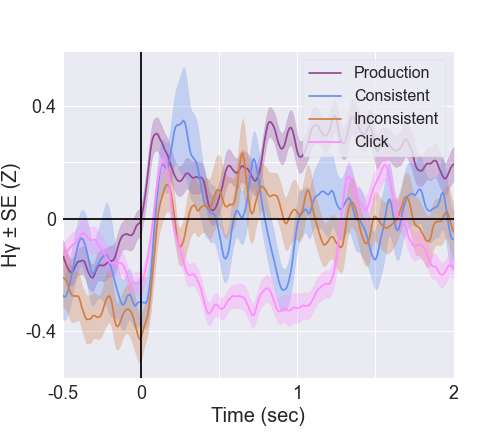 Production
Consistent
Inconsistent
Click
0.4
0
-0.4
Hγ ± SE (Z)
-0.5 0 1 2
Time (sec)